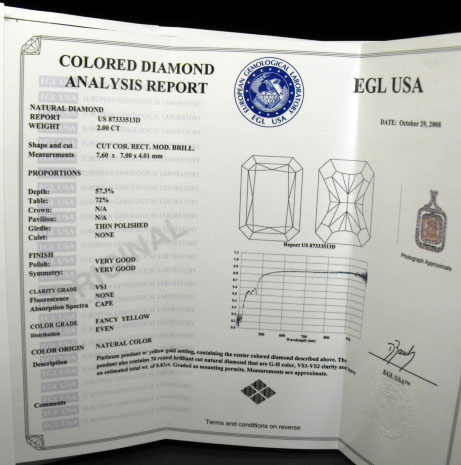 COLORED DIAMOND
ANALYSIS REPORT
EUROPEAN GEMOLOGICAL LABORATORY
EGL USA
EGL USA
DATE: October 29, 2008
NATURAL DIAMOND
REPORT US 87333513D
WEIGHT 2.00 CT
Shape and cut CUT COR. RECT. MOD. BRILL.
Measurements 7.60 x 7.00 x 4.01 mm
PROPORTIONS
Depth: 57.3%
Table: 72%
Crown: N/A
Pavilion: N/A
Girdle: THIN POLISHED
Culet: NONE
Report US 87333513D
Photograph Approximate
FINISH
Polish: VERY GOOD
Symmetry: VERY GOOD
CLARITY GRADE VS1
Fluorescence NONE
Absorption Spectra CAPE
COLOR GRADE FANCY YELLOW
Distribution EVEN
COLOR ORIGIN NATURAL COLOR
Description Platinum pendant w/ yellow gold setting, containing the center colored diamond described above. The
pendant also contains 50 round brilliant cut natural diamond that are G-H color, VS1-VS2 clarity and
an estimated total wt. of 0.82ct. Graded as mounting permits. Measurements are approximate.
EGL USA™
Comments
Terms and conditions on reverse